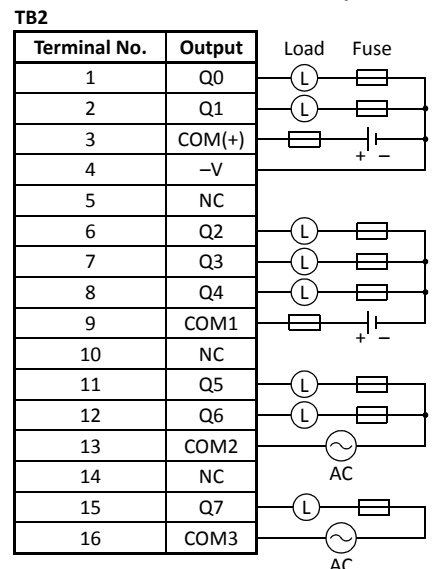 TB2
Terminal No. Output Load Fuse
1 Q0 L
2 Q1 L
3 COM(+) + –
4 –V
5 NC
6 Q2 L
7 Q3 L
8 Q4 L
9 COM1 + –
10 NC
11 Q5 L
12 Q6 L
13 COM2
AC
14 NC
15 Q7 L
16 COM3
AC